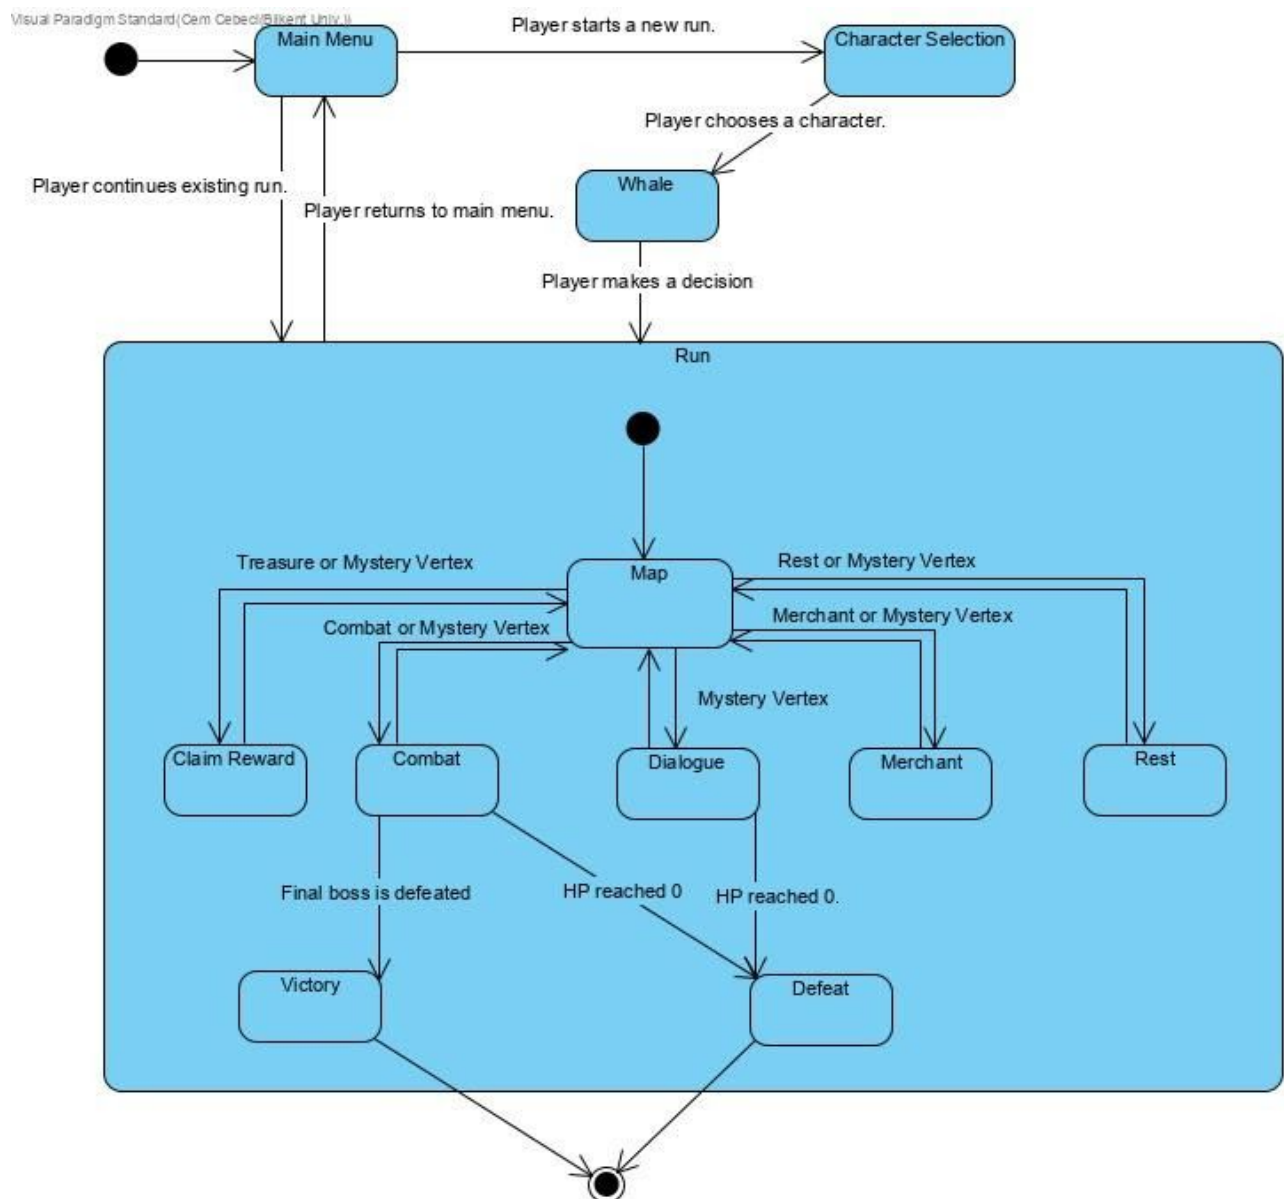 Visual Paradigm Standard(Cem Cebeci(Bilkent Univ.))
Main Menu
Player starts a new run.
Character Selection
Player chooses a character.
Whale
Player continues existing run.
Player returns to main menu.
Player makes a decision
Run
Map
Treasure or Mystery Vertex
Rest or Mystery Vertex
Combat or Mystery Vertex
Merchant or Mystery Vertex
Mystery Vertex
Claim Reward
Combat
Dialogue
Merchant
Rest
Final boss is defeated
HP reached 0
HP reached 0.
Victory
Defeat